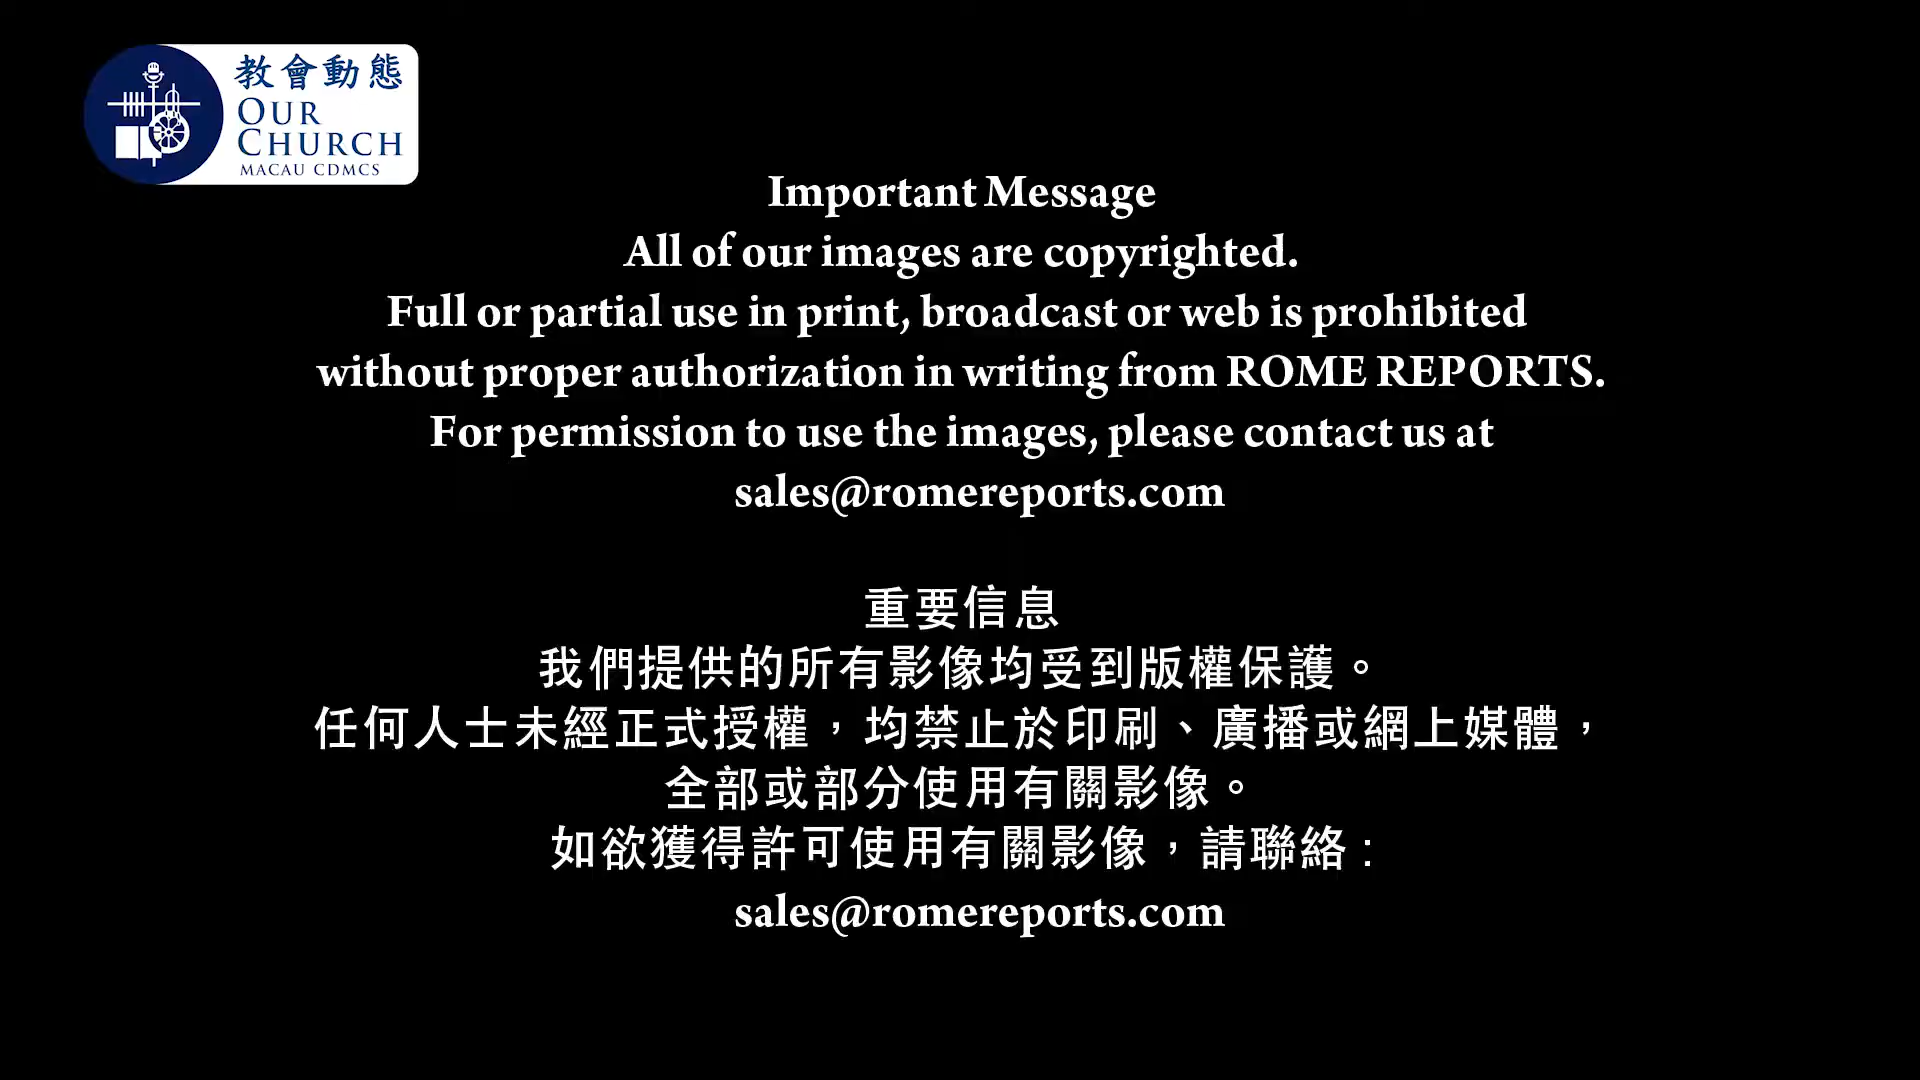 教會動態
OUR
CHURCH
MACAU CDMCS
Important Message
All of our images are copyrighted.
Full or partial use in print, broadcast or web is prohibited
without proper authorization in writing from ROME REPORTS.
For permission to use the images, please contact us at
sales@romereports.com
重要信息
我們提供的所有影像均受到版權保護。
任何人士未經正式授權，均禁止於印刷、廣播或網上媒體，
全部或部分使用有關影像。
如欲獲得許可使用有關影像，請聯絡:
sales@romereports.com